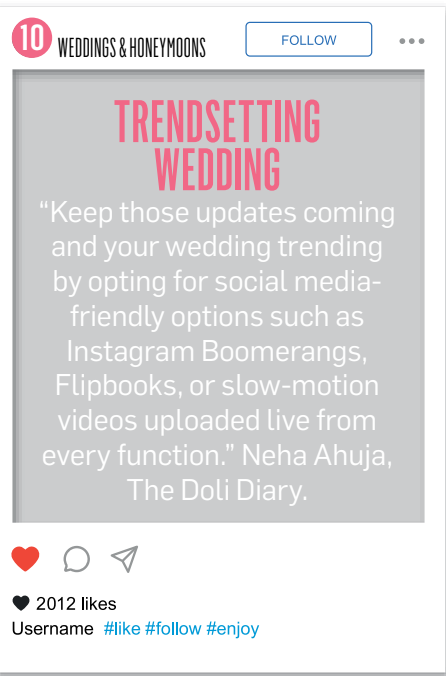 10 WEDDINGS & HONEYMOONS FOLLOW
TRENDSETTING
WEDDING
“Keep those updates coming
and your wedding trending
by opting for social media-
friendly options such as
Instagram Boomerangs,
Flipbooks, or slow-motion
videos uploaded live from
every function.” Neha Ahuja,
The Doli Diary.
2012 likes
Username #like #follow #enjoy